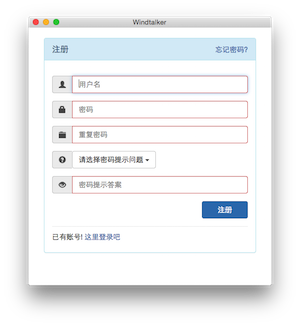 Windtalker
注册
忘记密码?
用户名
密码
重复密码
请选择密码提示问题
密码提示答案
注册
已有账号! 这里登录吧